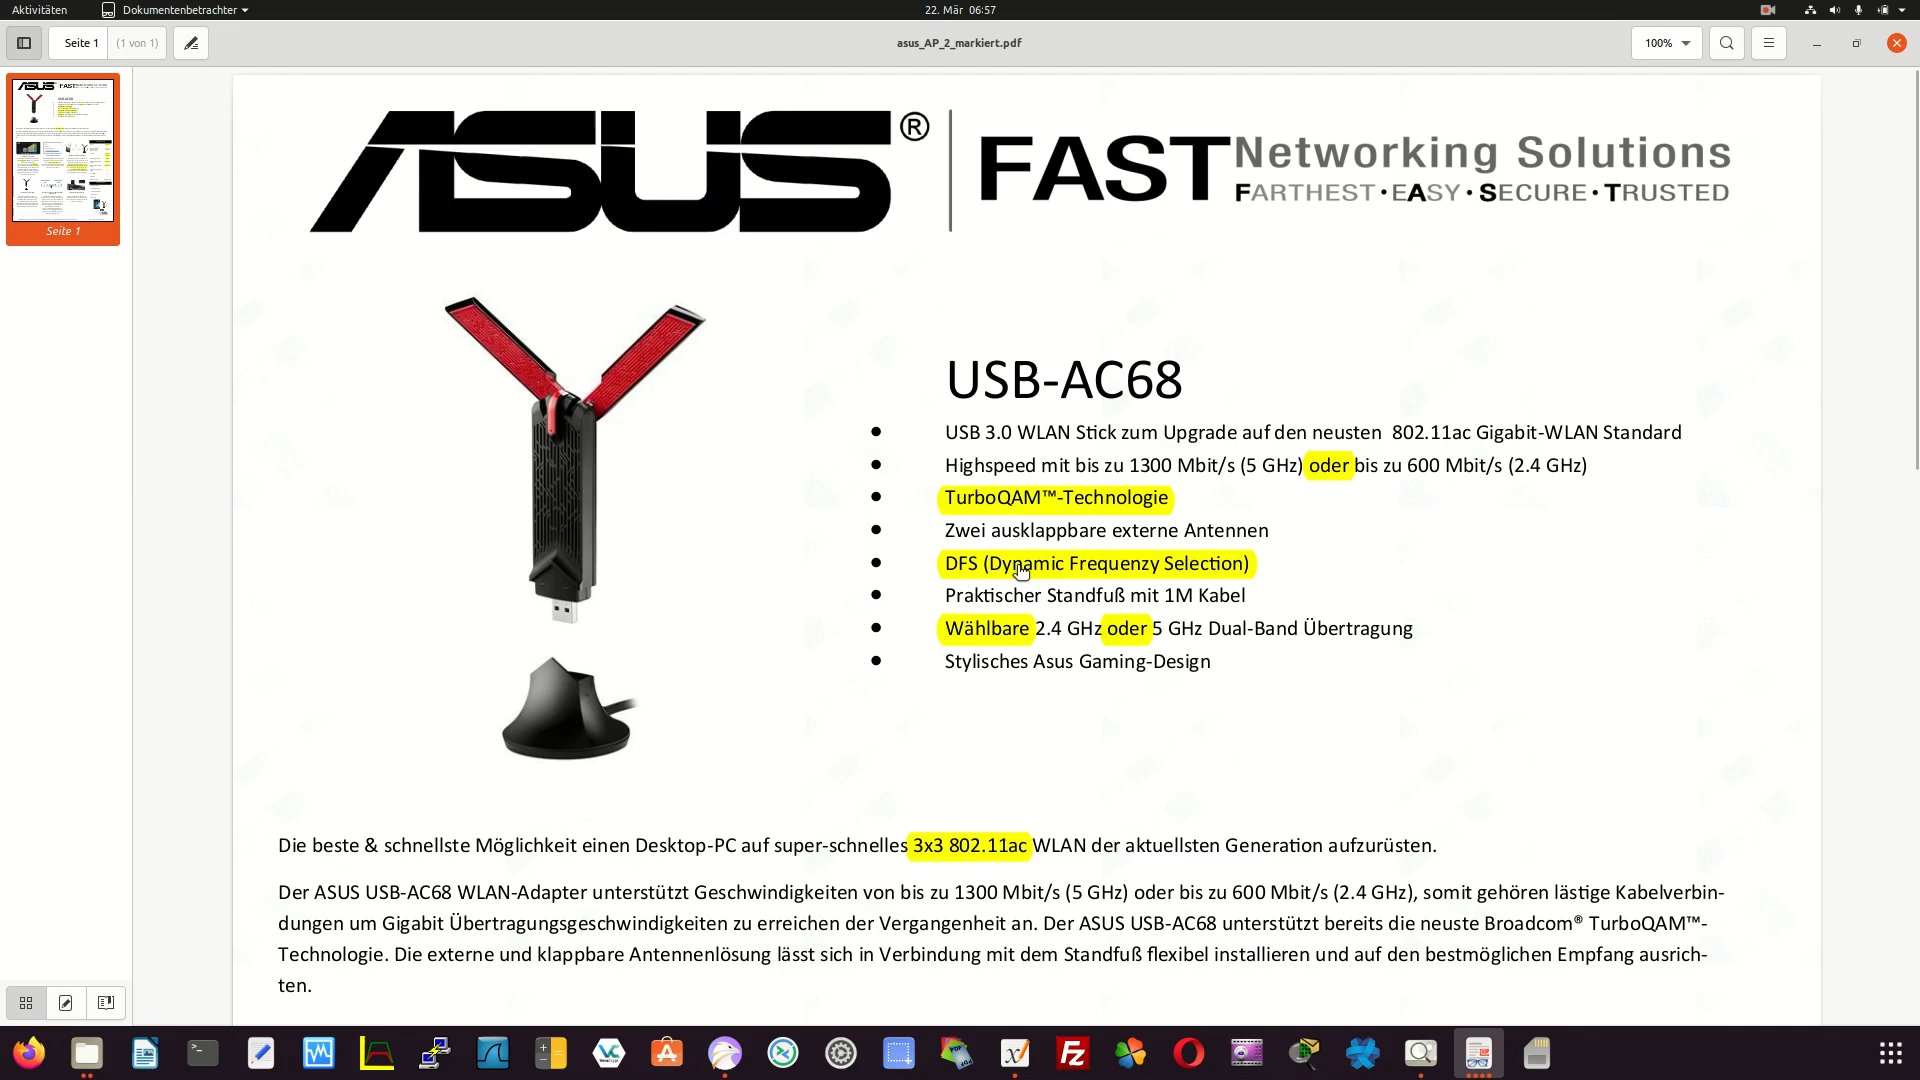 Aktivitäten
Dokumentenbetrachter
22. Mär 06:57
Seite 1
(1 von 1)
asus_AP_2_markiert.pdf
100%
Seite 1
ASUS®
FAST Networking Solutions
FARTHEST • EASY • SECURE • TRUSTED
USB-AC68
● USB 3.0 WLAN Stick zum Upgrade auf den neusten 802.11ac Gigabit-WLAN Standard
● Highspeed mit bis zu 1300 Mbit/s (5 GHz) oder bis zu 600 Mbit/s (2.4 GHz)
● TurboQAM™-Technologie
● Zwei ausklappbare externe Antennen
● DFS (Dynamic Frequenzy Selection)
● Praktischer Standfuß mit 1M Kabel
● Wählbare 2.4 GHz oder 5 GHz Dual-Band Übertragung
● Stylisches Asus Gaming-Design
Die beste & schnellste Möglichkeit einen Desktop-PC auf super-schnelles 3x3 802.11ac WLAN der aktuellsten Generation aufzurüsten.
Der ASUS USB-AC68 WLAN-Adapter unterstützt Geschwindigkeiten von bis zu 1300 Mbit/s (5 GHz) oder bis zu 600 Mbit/s (2.4 GHz), somit gehören lästige Kabelverbin-
dungen um Gigabit Übertragungsgeschwindigkeiten zu erreichen der Vergangenheit an. Der ASUS USB-AC68 unterstützt bereits die neuste Broadcom® TurboQAM™-
Technologie. Die externe und klappbare Antennenlösung lässt sich in Verbindung mit dem Standfuß flexibel installieren und auf den bestmöglichen Empfang ausrich-
ten.